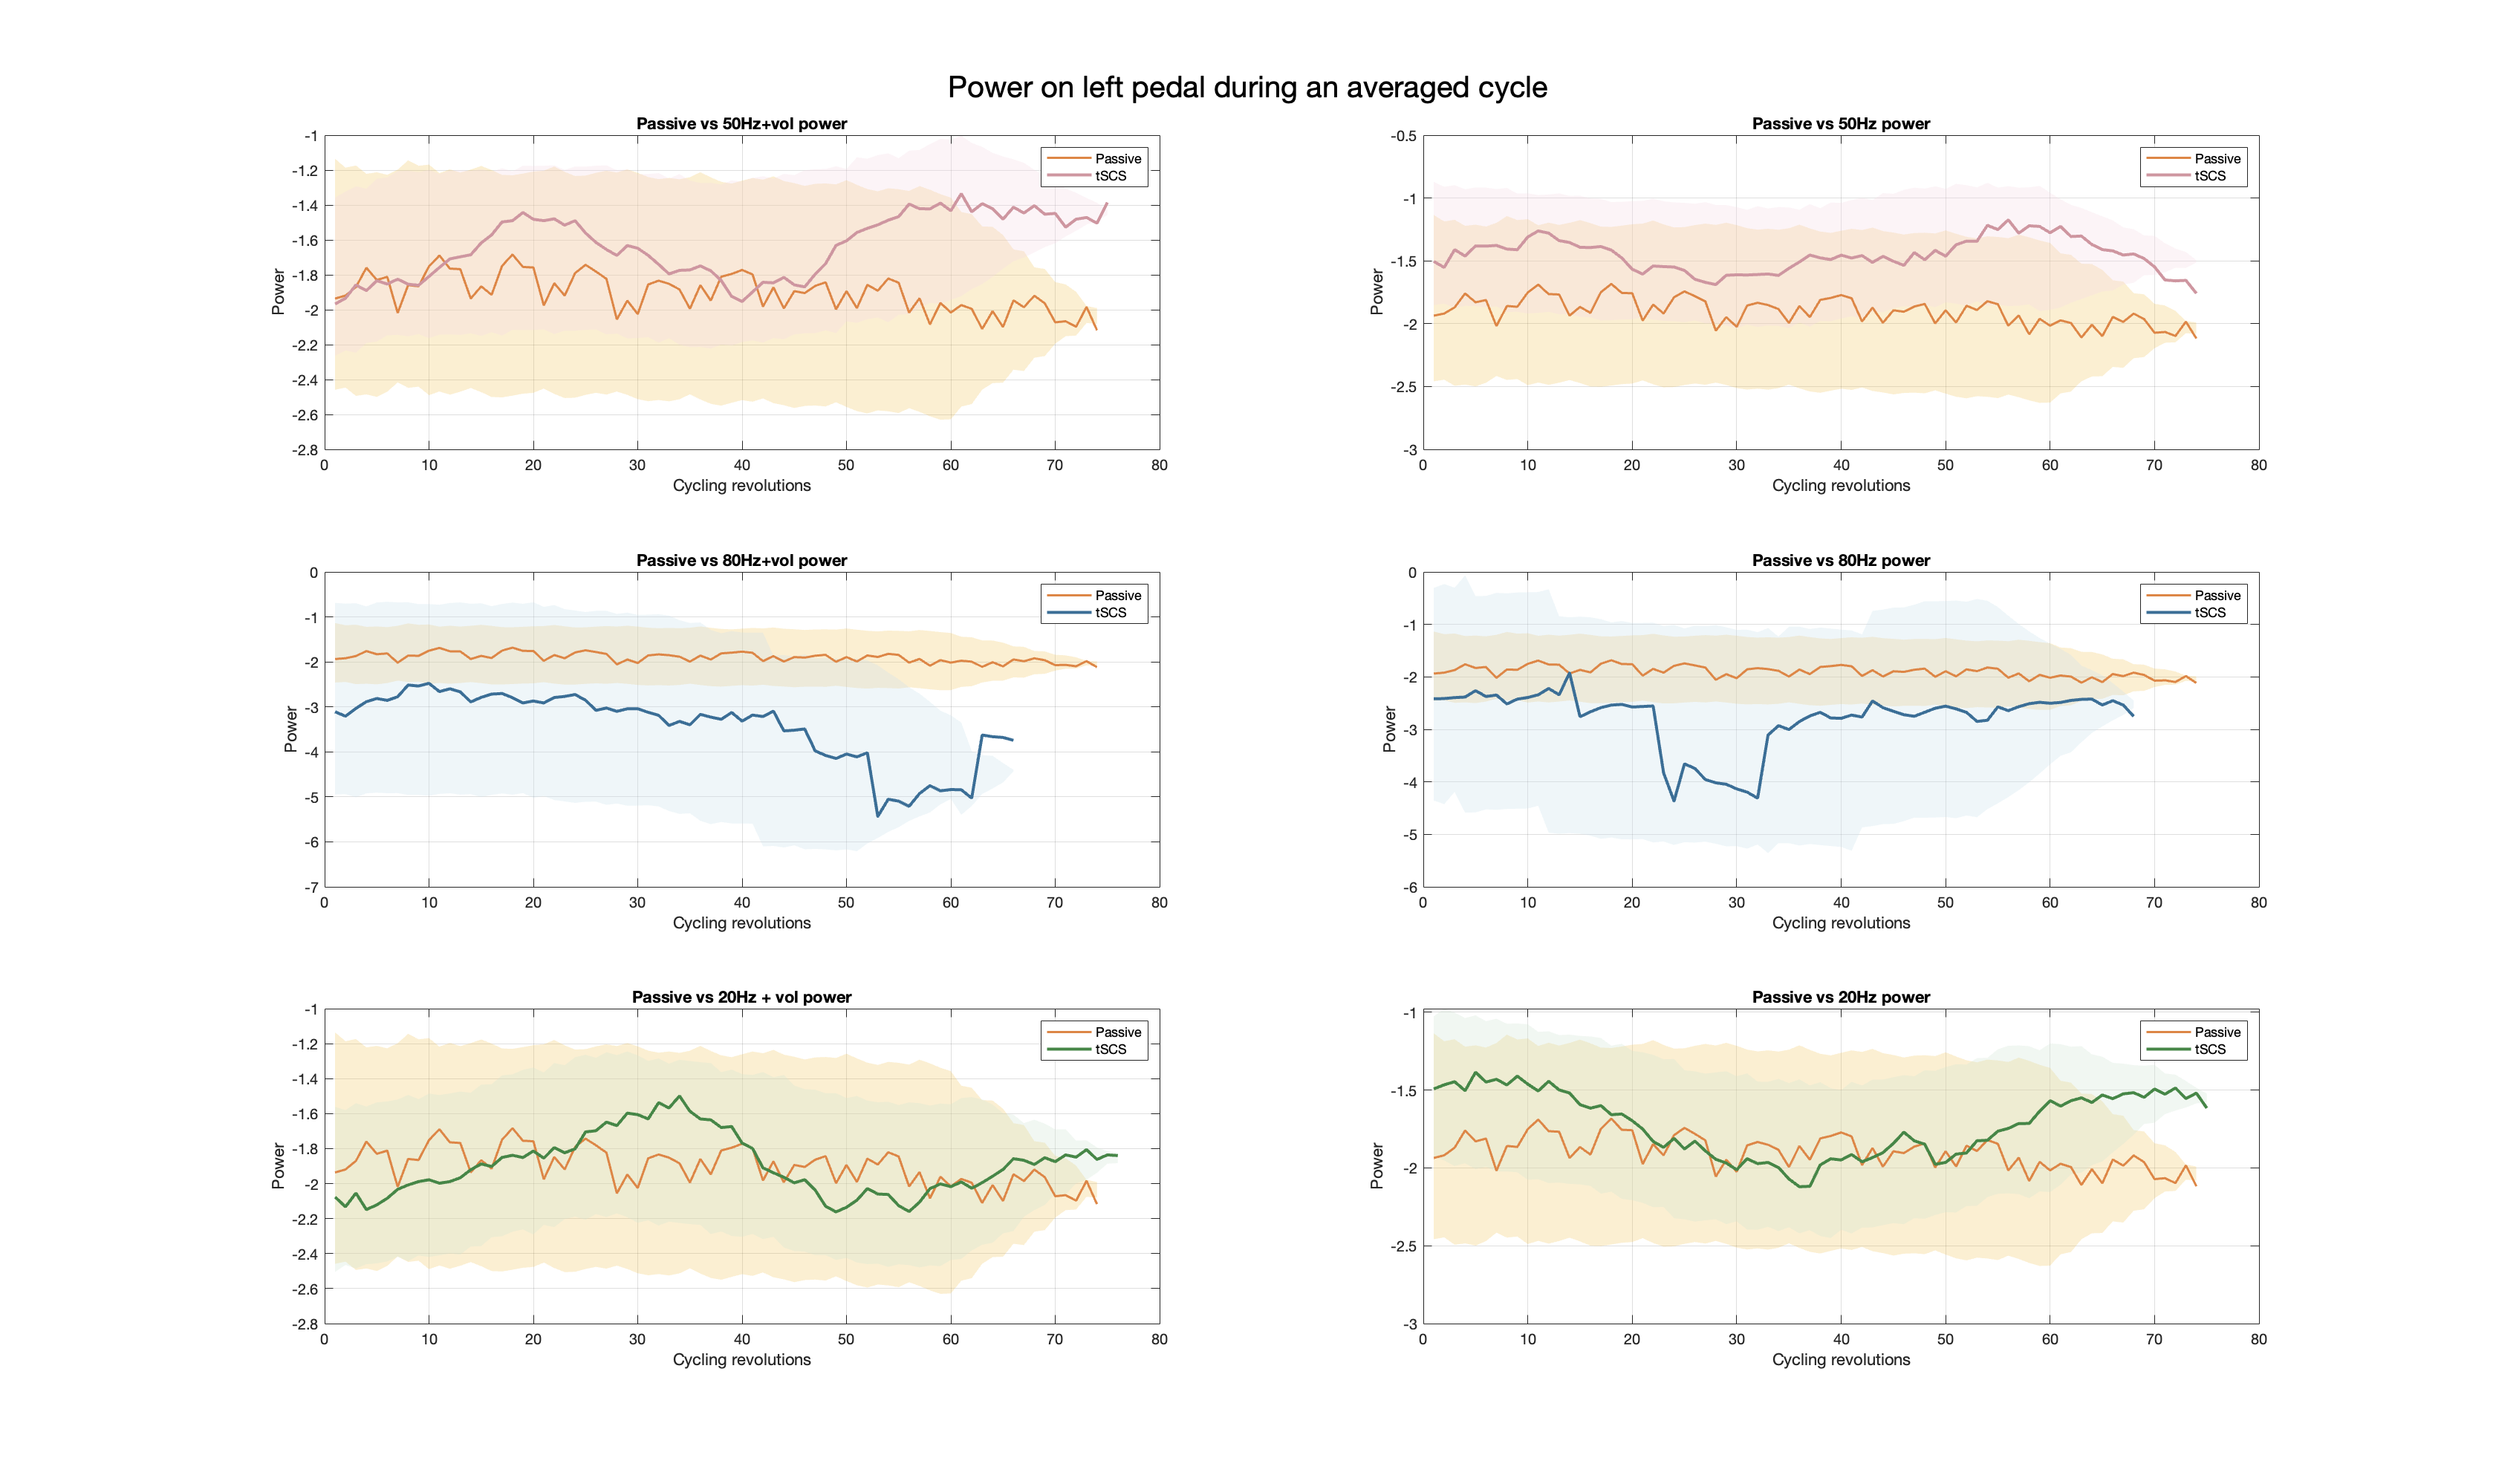 Power on left pedal during an averaged cycle
Passive vs 50Hz+vol power
-1
-1.2
-1.4
-1.6
-1.8
-2
-2.2
-2.4
-2.6
-2.8
Power
0 10 20 30 40 50 60 70 80
Cycling revolutions
Passive
tSCS
Passive vs 50Hz power
-0.5
-1
-1.5
-2
-2.5
-3
Power
0 10 20 30 40 50 60 70 80
Cycling revolutions
Passive
tSCS
Passive vs 80Hz+vol power
0
-1
-2
-3
-4
-5
-6
-7
Power
0 10 20 30 40 50 60 70 80
Cycling revolutions
Passive
tSCS
Passive vs 80Hz power
0
-1
-2
-3
-4
-5
-6
Power
0 10 20 30 40 50 60 70 80
Cycling revolutions
Passive
tSCS
Passive vs 20Hz + vol power
-1
-1.2
-1.4
-1.6
-1.8
-2
-2.2
-2.4
-2.6
-2.8
Power
0 10 20 30 40 50 60 70 80
Cycling revolutions
Passive
tSCS
Passive vs 20Hz power
-1
-1.5
-2
-2.5
-3
Power
0 10 20 30 40 50 60 70 80
Cycling revolutions
Passive
tSCS